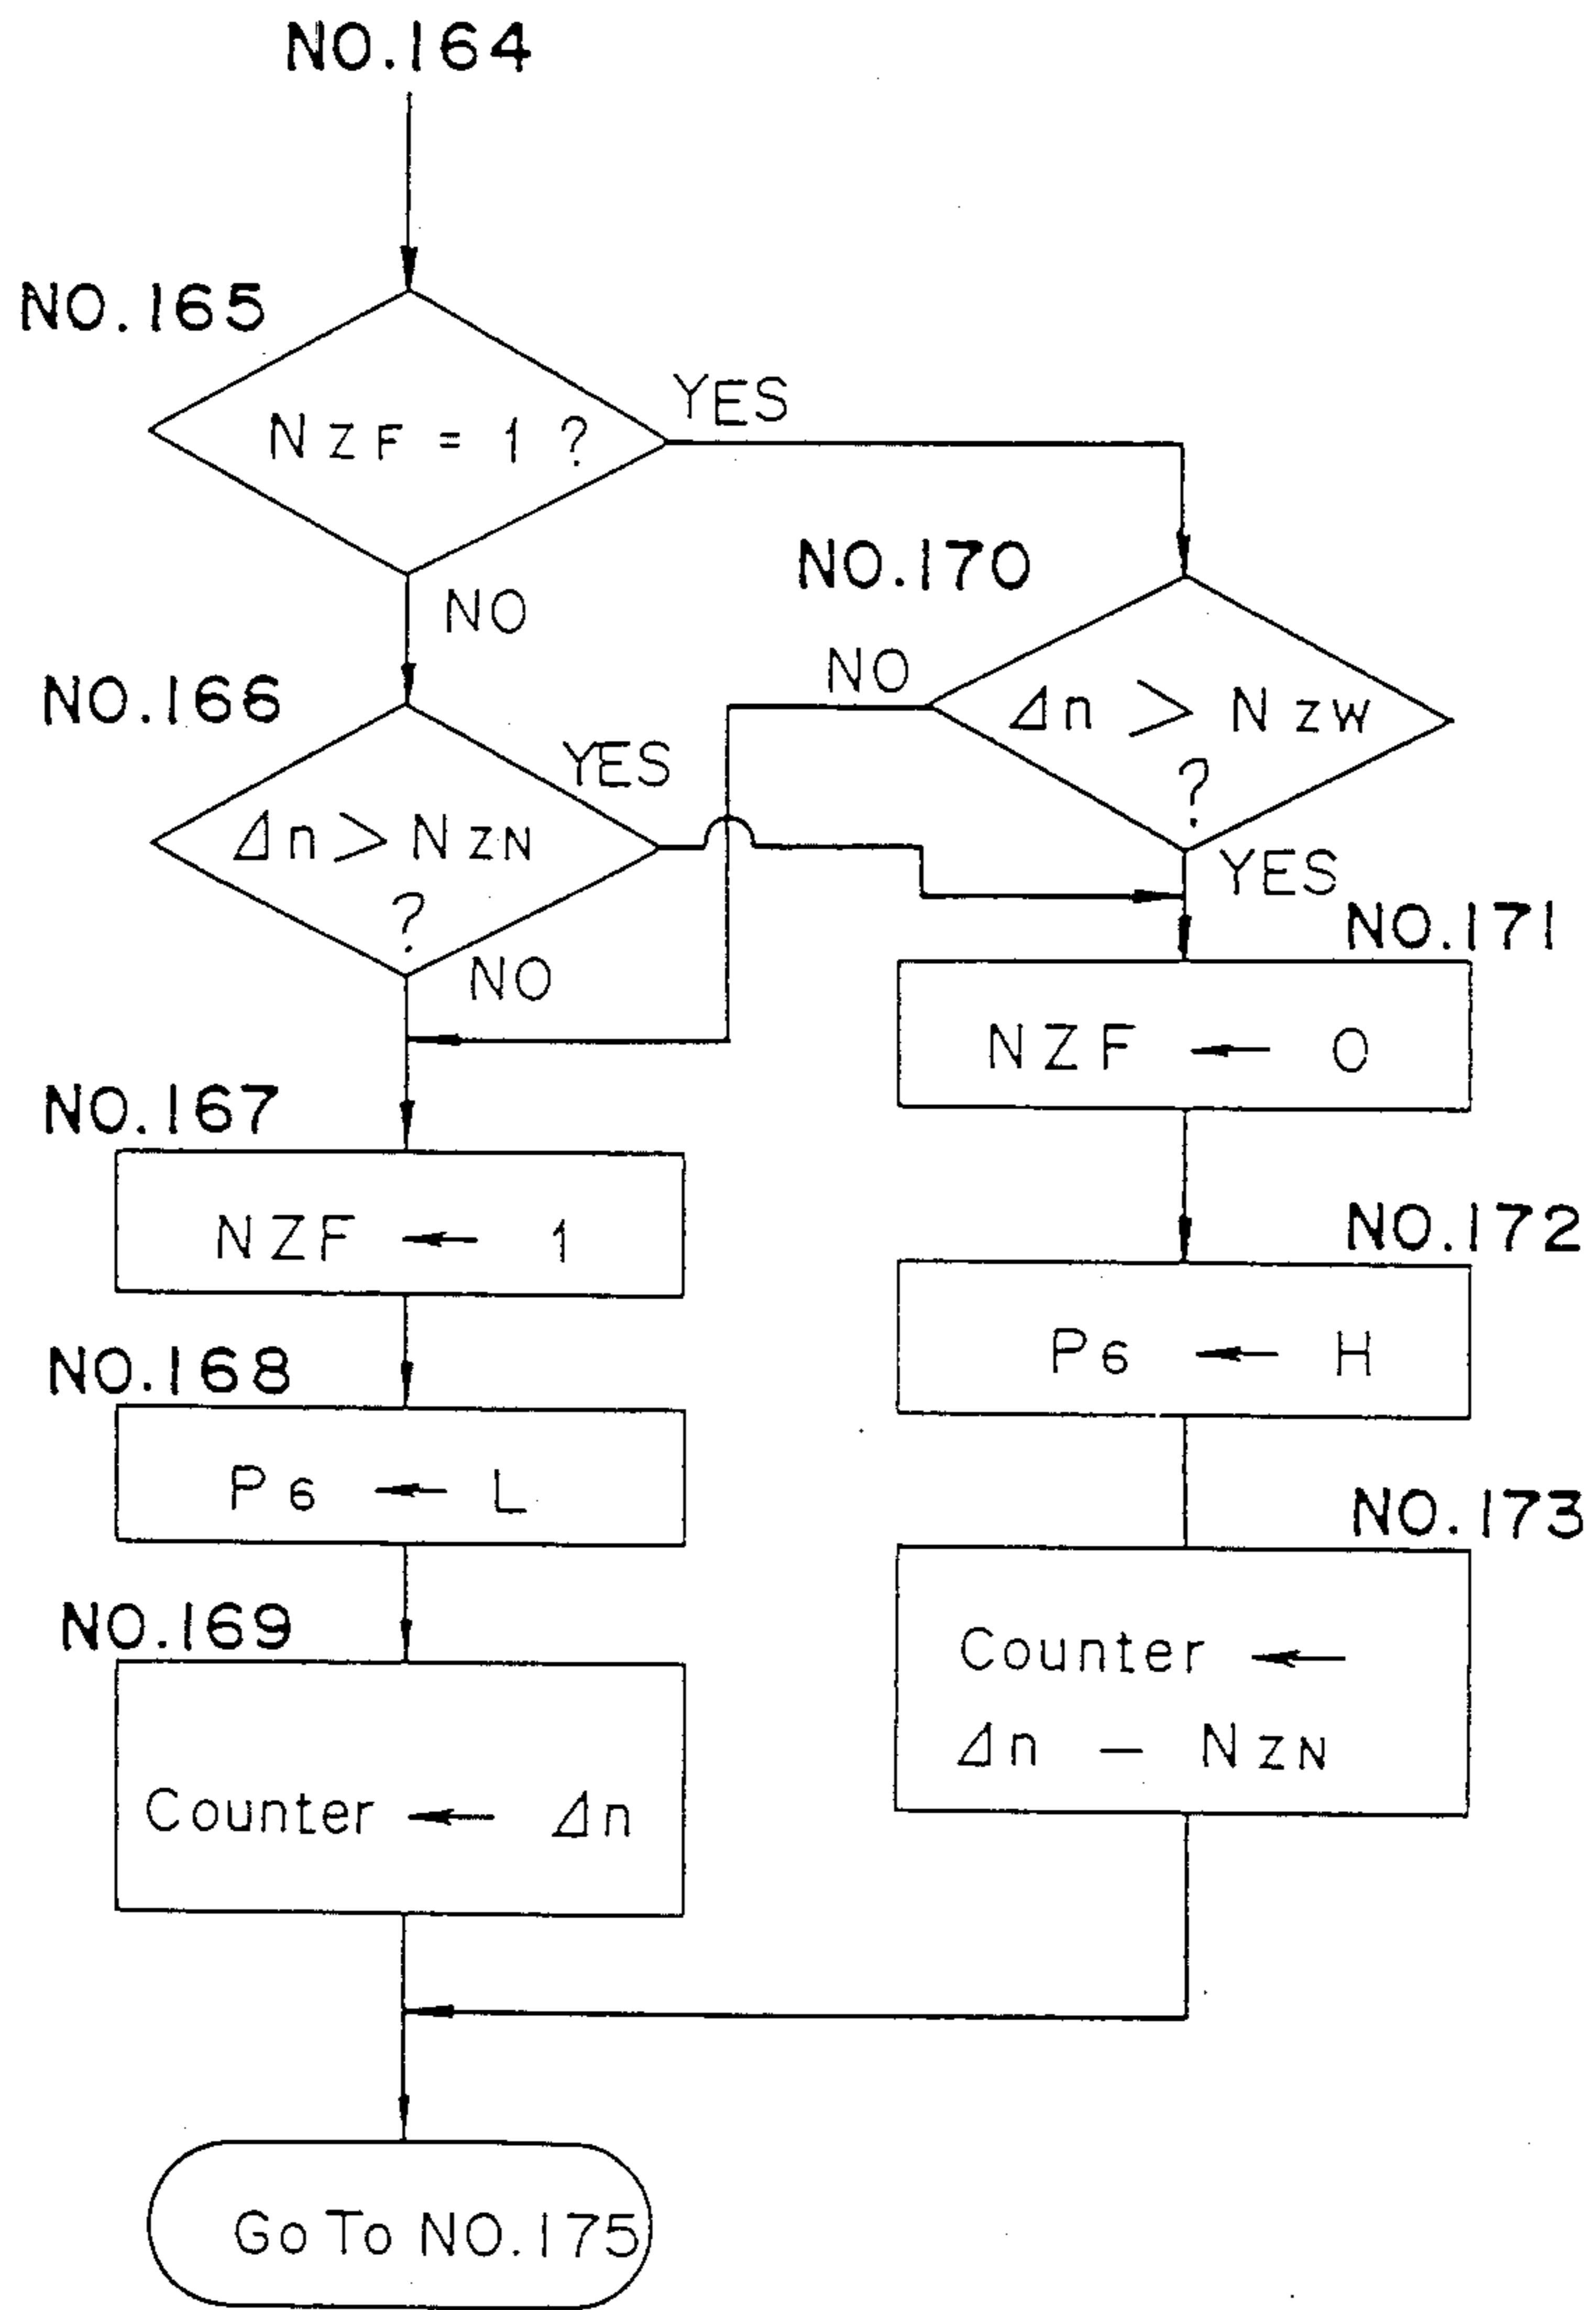 NO.164
NO.165
NZF = 1 ?
YES
NO
NO.170
NO
Δn > NZW
?
YES
NO.166
YES
Δn > NZN
?
NO
NO.171
NZF ← 0
NO.167
NZF ← 1
NO.172
P6 ← H
NO.168
P6 ← L
NO.173
Counter ←
Δn – NZN
NO.169
Counter ← Δn
Go To NO.175